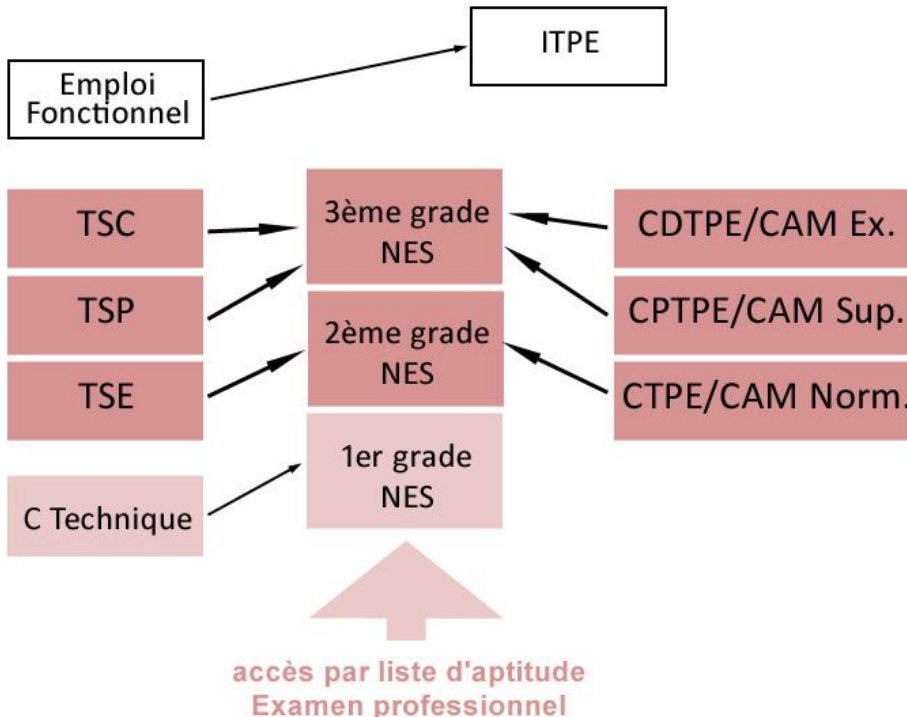 ITPE
Emploi
Fonctionnel
TSC
3ème grade
NES
CDTPE/CAM Ex.
TSP
CPTPE/CAM Sup.
2ème grade
NES
TSE
CTPE/CAM Norm.
1er grade
NES
C Technique
accès par liste d'aptitude
Examen professionnel